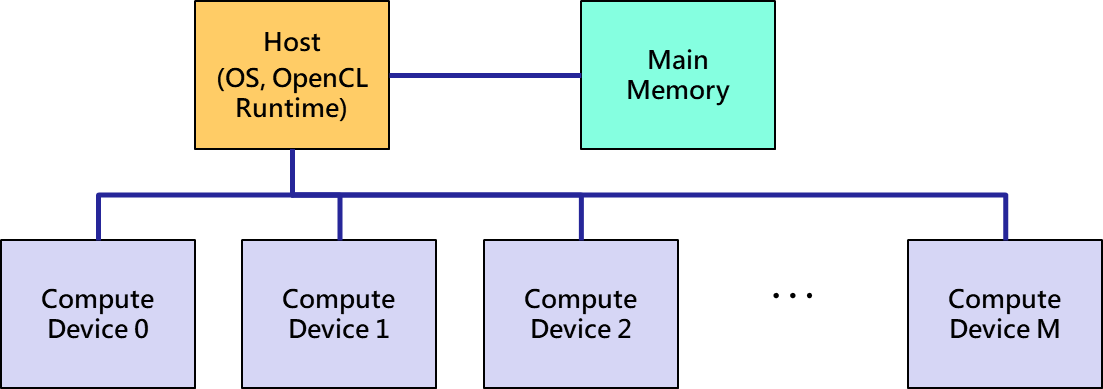 Host
(OS, OpenCL
Runtime)
Main
Memory
Compute
Device 0
Compute
Device 1
Compute
Device 2
...
Compute
Device M